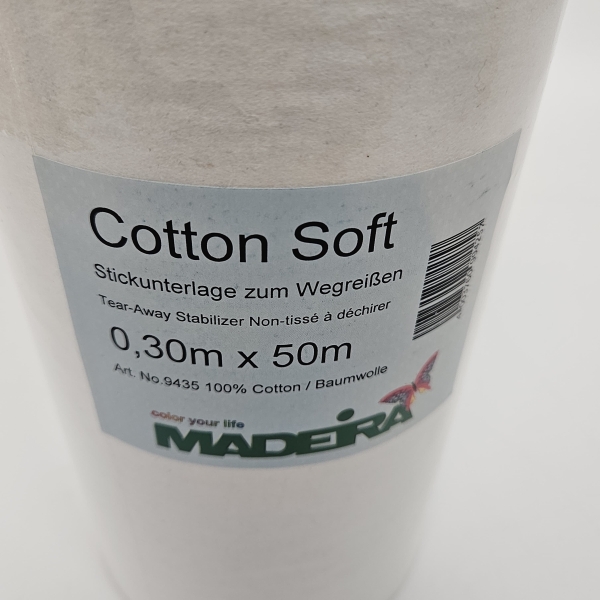 Cotton Soft
Stickunterlage zum Wegreißen
Tear-Away Stabilizer Non-tissé à déchirer
0,30m x 50m
Art. No.9435 100% Cotton / Baumwolle
color your life
MADEIRA